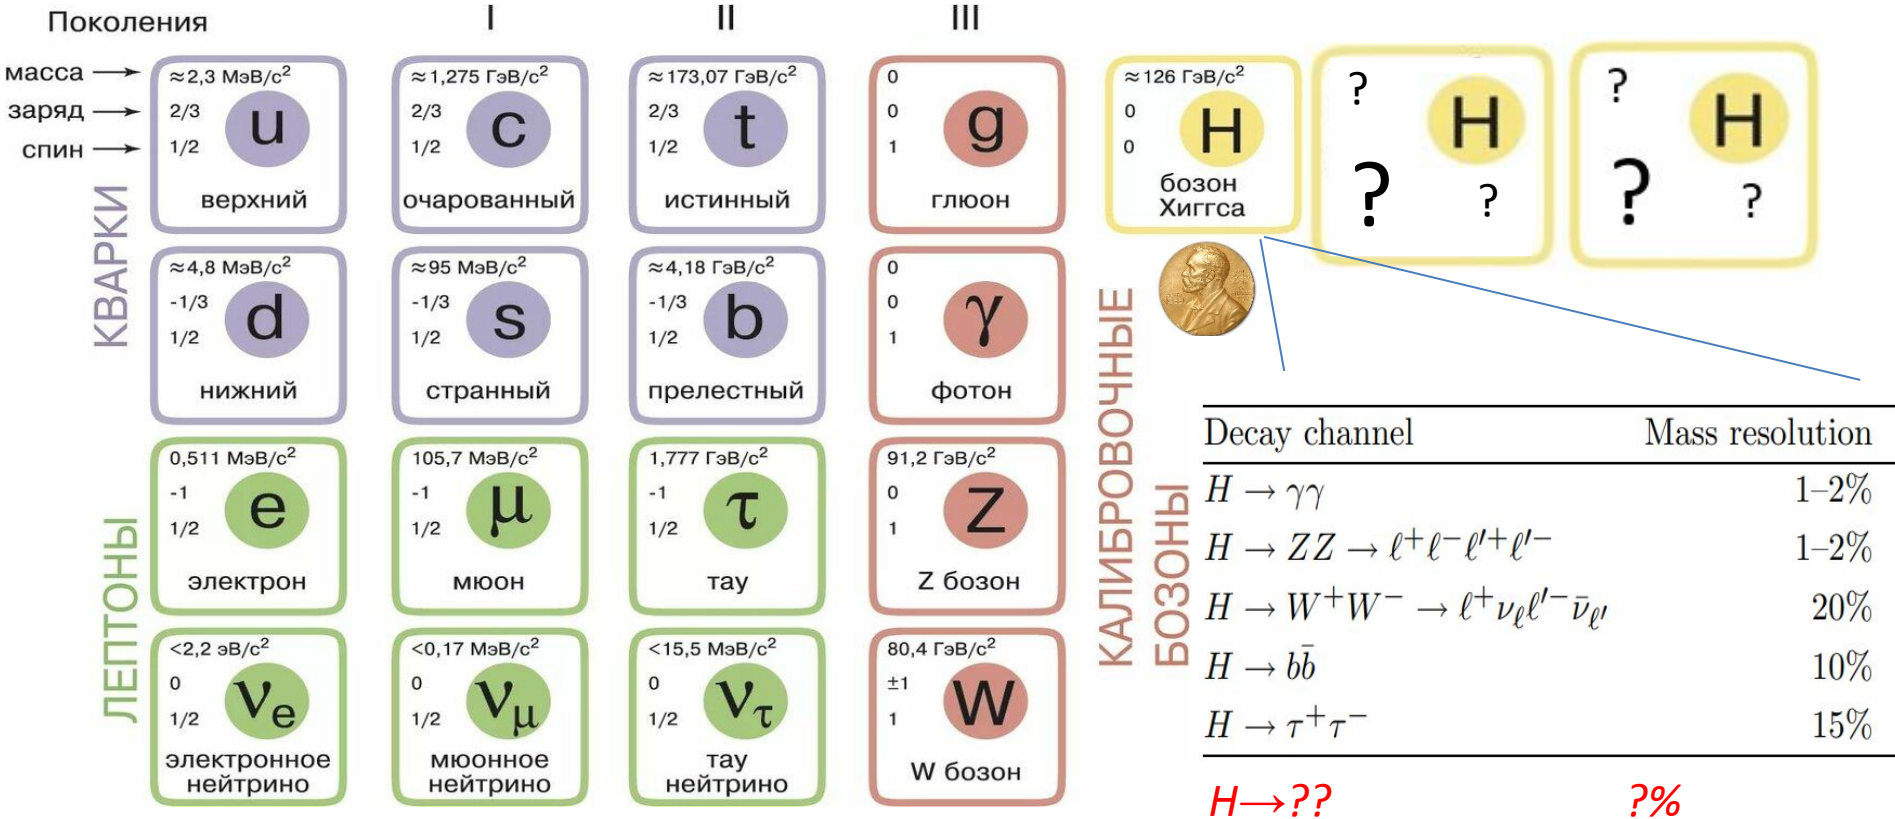 Поколения I II III
масса
заряд
спин
КВАРКИ
ЛЕПТОНЫ
≈2,3 МэВ/c²
2/3
1/2
u
верхний
≈1,275 ГэВ/c²
2/3
1/2
c
очарованный
≈173,07 ГэВ/c²
2/3
1/2
t
истинный
0
0
1
g
глюон
≈126 ГэВ/c²
0
0
H
бозон
Хиггса
?
H
?
?
?
H
?
?
≈4,8 МэВ/c²
-1/3
1/2
d
нижний
≈95 МэВ/c²
-1/3
1/2
s
странный
≈4,18 ГэВ/c²
-1/3
1/2
b
прелестный
0
0
1
γ
фотон
0,511 МэВ/c²
-1
1/2
e
электрон
105,7 МэВ/c²
-1
1/2
μ
мюон
1,777 ГэВ/c²
-1
1/2
τ
тау
91,2 ГэВ/c²
0
1
Z
Z бозон
<2,2 эВ/c²
0
1/2
νe
электронное
нейтрино
<0,17 МэВ/c²
0
1/2
νμ
мюонное
нейтрино
<15,5 МэВ/c²
0
1/2
ντ
тау
нейтрино
80,4 ГэВ/c²
±1
1
W
W бозон
КАЛИБРОВОЧНЫЕ
БОЗОНЫ
Decay channel Mass resolution
H → γγ 1–2%
H → ZZ → ℓ⁺ℓ⁻ℓ′⁺ℓ′⁻ 1–2%
H → W⁺W⁻ → ℓ⁺νℓℓ′⁻ν̄ℓ′ 20%
H → bb̄ 10%
H → τ⁺τ⁻ 15%
H→?? ?%